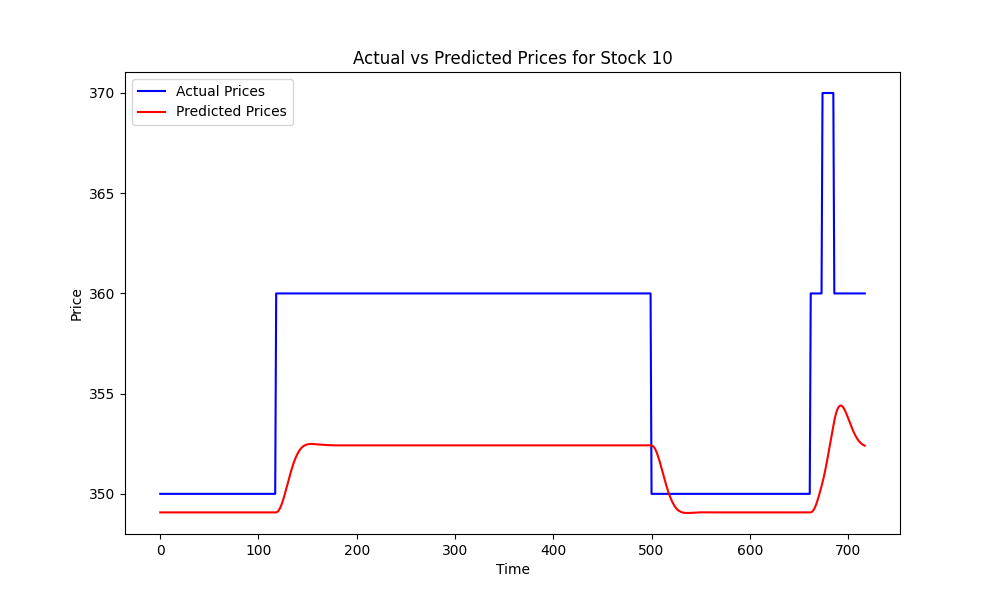 Actual vs Predicted Prices for Stock 10
Actual Prices
Predicted Prices
370
365
360
355
350
Price
0 100 200 300 400 500 600 700
Time